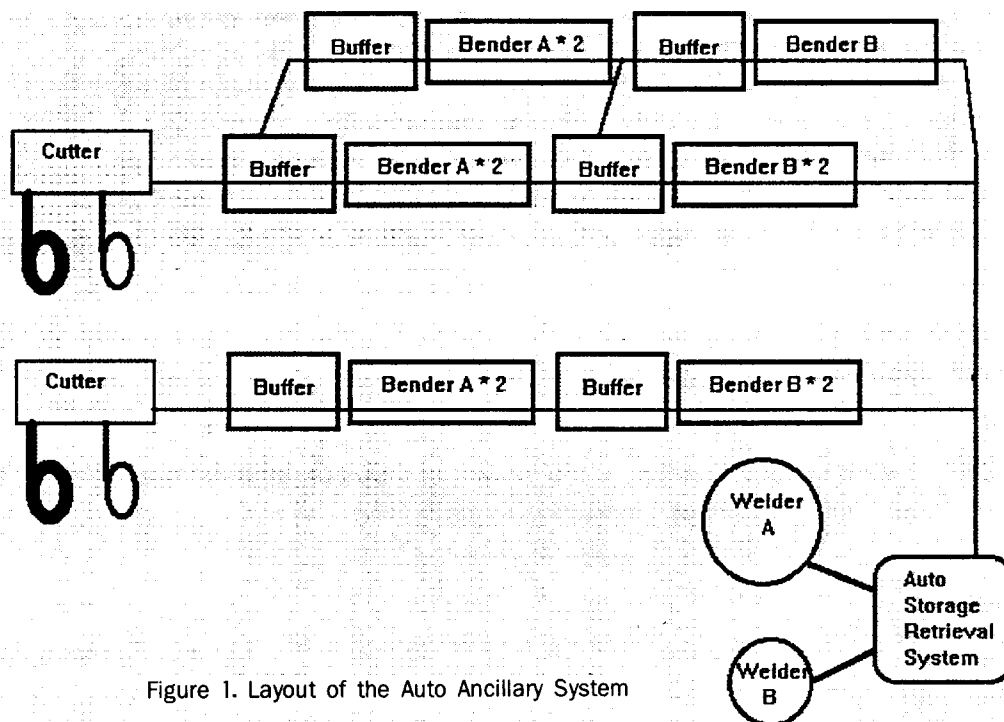 Buffer
Bender A * 2
Buffer
Bender B
Cutter
Buffer
Bender A * 2
Buffer
Bender B * 2
Cutter
Buffer
Bender A * 2
Buffer
Bender B * 2
Welder
A
Auto
Storage
Retrieval
System
Welder
B
Figure 1. Layout of the Auto Ancillary System